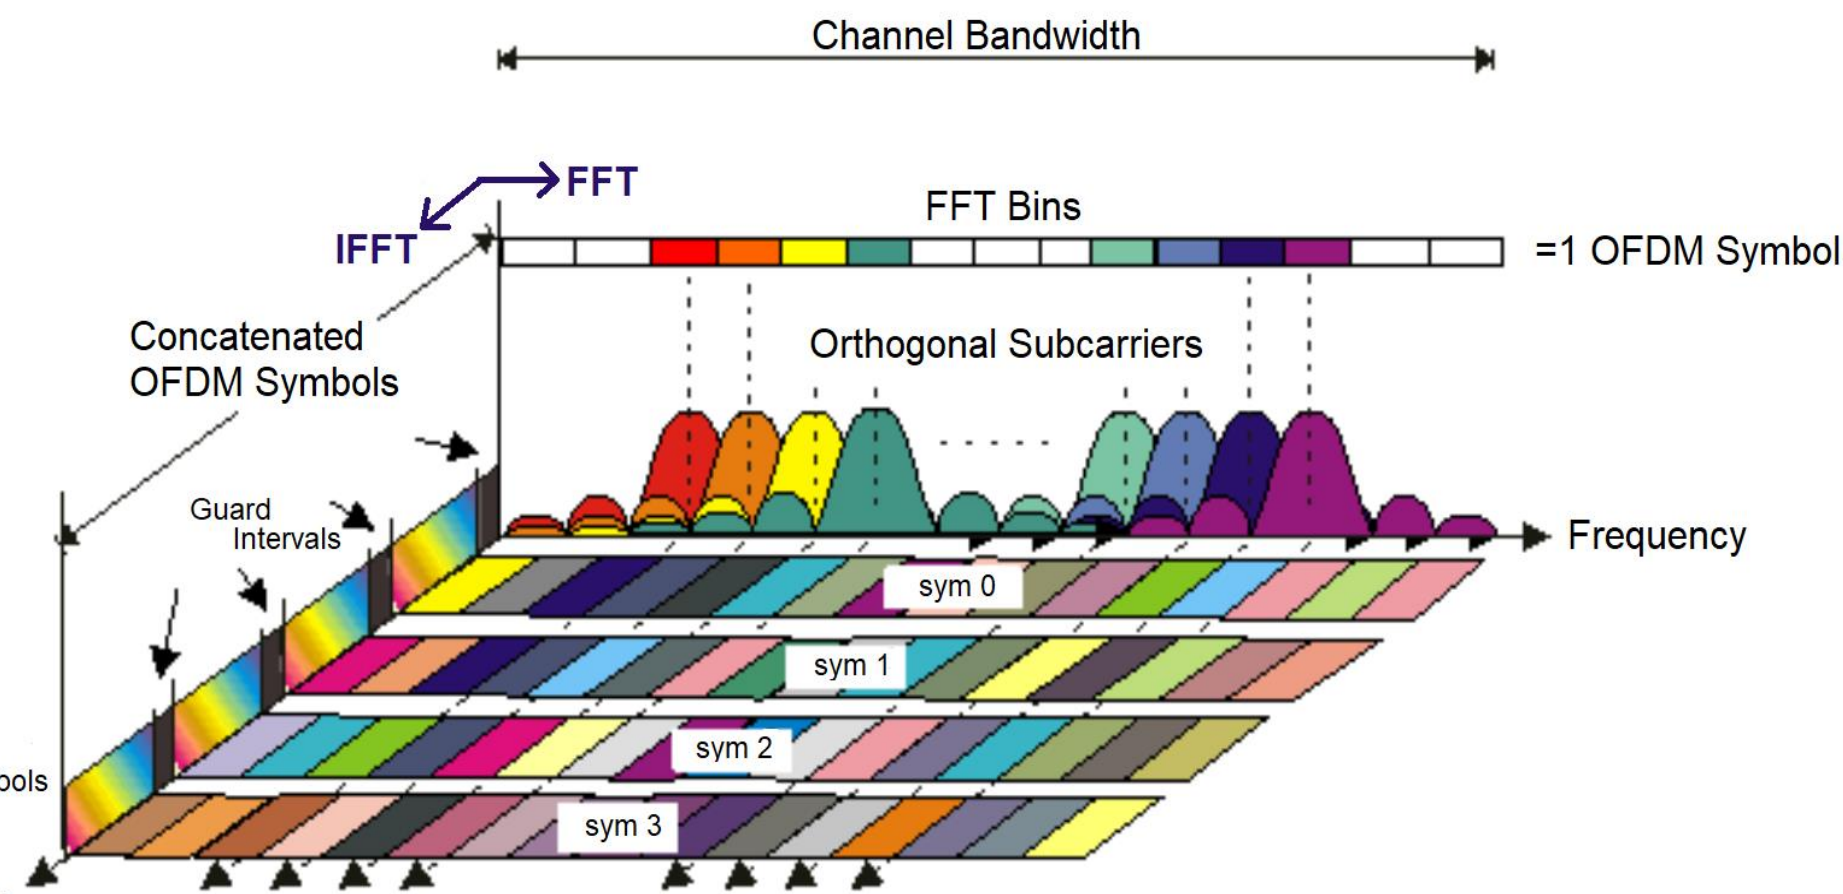 Channel Bandwidth
FFT
IFFT
FFT Bins
=1 OFDM Symbol
Concatenated
OFDM Symbols
Orthogonal Subcarriers
Guard
Intervals
Frequency
sym 0
sym 1
sym 2
bols
sym 3